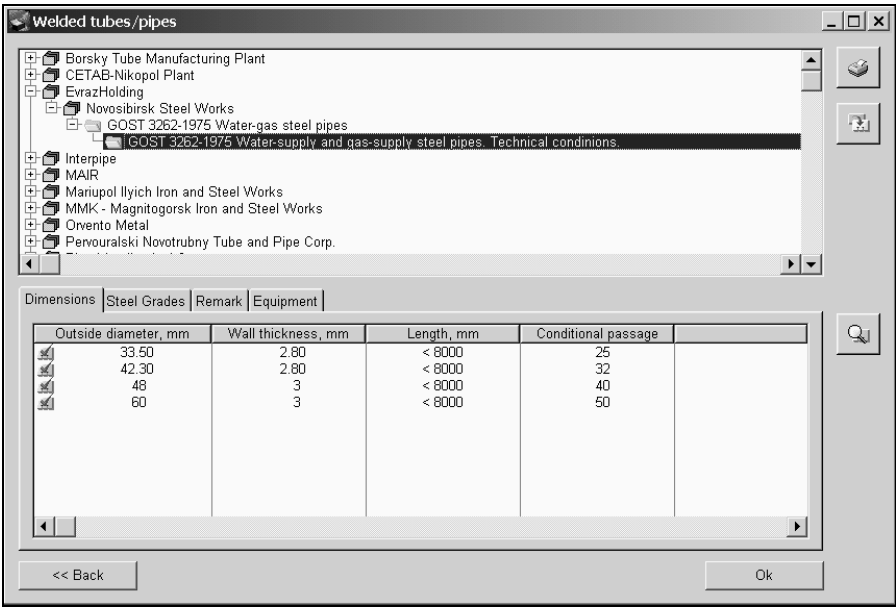 Welded tubes/pipes
Borsky Tube Manufacturing Plant
CETAB-Nikopol Plant
EvrazHolding
Novosibirsk Steel Works
GOST 3262-1975 Water-gas steel pipes
GOST 3262-1975 Water-supply and gas-supply steel pipes. Technical condinions.
Interpipe
MAIR
Mariupol Ilyich Iron and Steel Works
MMK - Magnitogorsk Iron and Steel Works
Orvento Metal
Pervouralski Novotrubny Tube and Pipe Corp.
Dimensions Steel Grades Remark Equipment
Outside diameter, mm Wall thickness, mm Length, mm Conditional passage
33.50 2.80 < 8000 25
42.30 2.80 < 8000 32
48 3 < 8000 40
60 3 < 8000 50
<< Back Ok